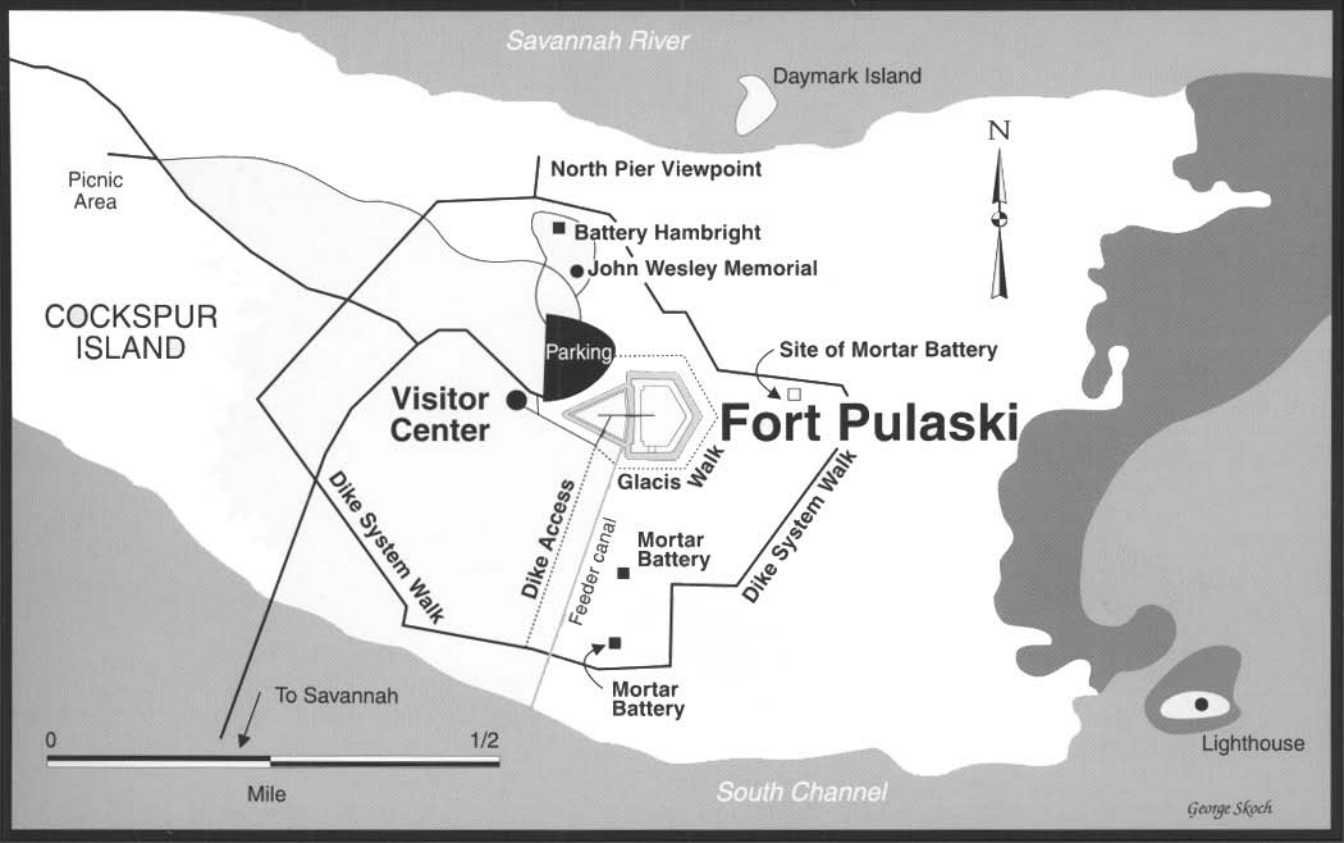 Savannah River
Daymark Island
N
North Pier Viewpoint
Picnic
Area
Battery Hambright
John Wesley Memorial
COCKSPUR
ISLAND
Parking
Site of Mortar Battery
Visitor
Center
Fort Pulaski
Glacis Walk
Dike System Walk
Dike Access
Feeder canal
Mortar
Battery
Dike System Walk
Mortar
Battery
To Savannah
0 1/2
Mile
Lighthouse
South Channel
George Skoch